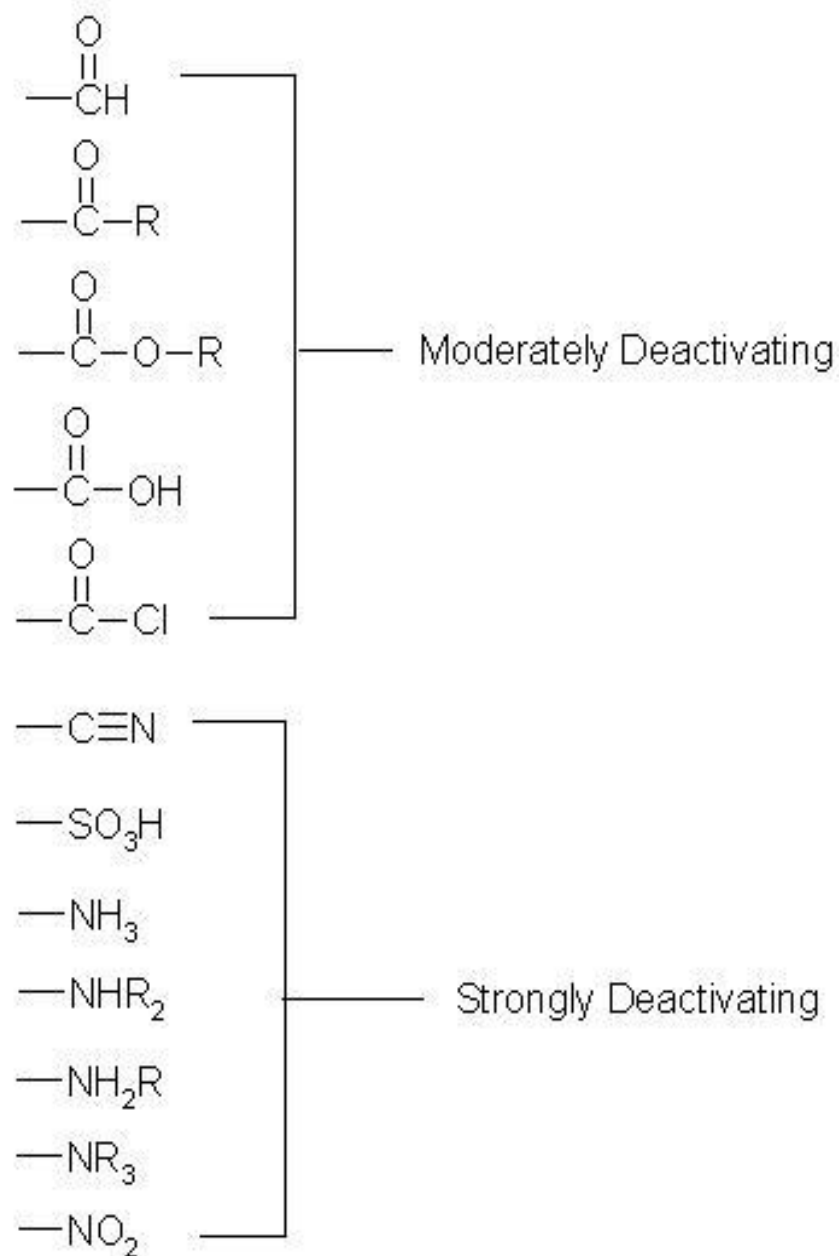 O
CH
O
C—R
O
C—O—R
Moderately Deactivating
O
C—OH
O
C—Cl
C≡N
SO₃H
NH₃
NHR₂
Strongly Deactivating
NH₂R
NR₃
NO₂